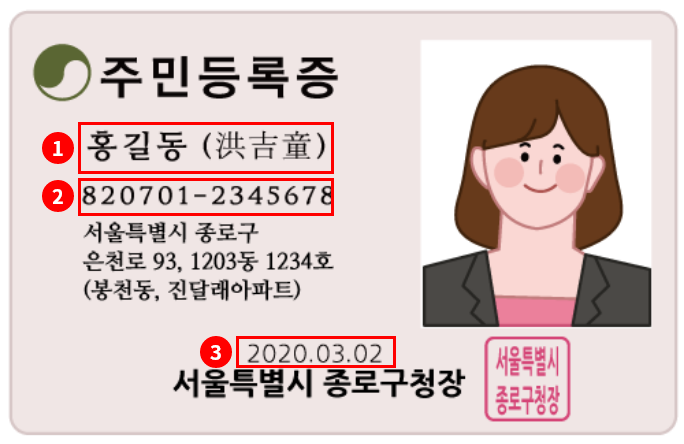 주민등록증
1 홍길동 (洪吉童)
2 820701-2345678
서울특별시 종로구
은천로 93, 1203동 1234호
(봉천동, 진달래아파트)
3 2020.03.02
서울특별시 종로구청장
서울특별시
종로구청장